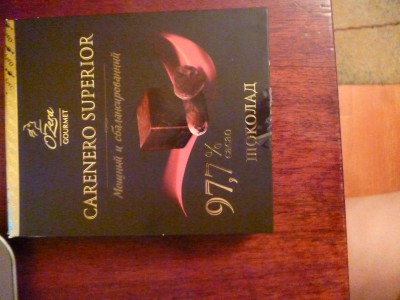 O'Zera
GOURMET
CARENERO SUPERIOR
Мощный и сбалансированный
97,7%
cacao
ШОКОЛАД